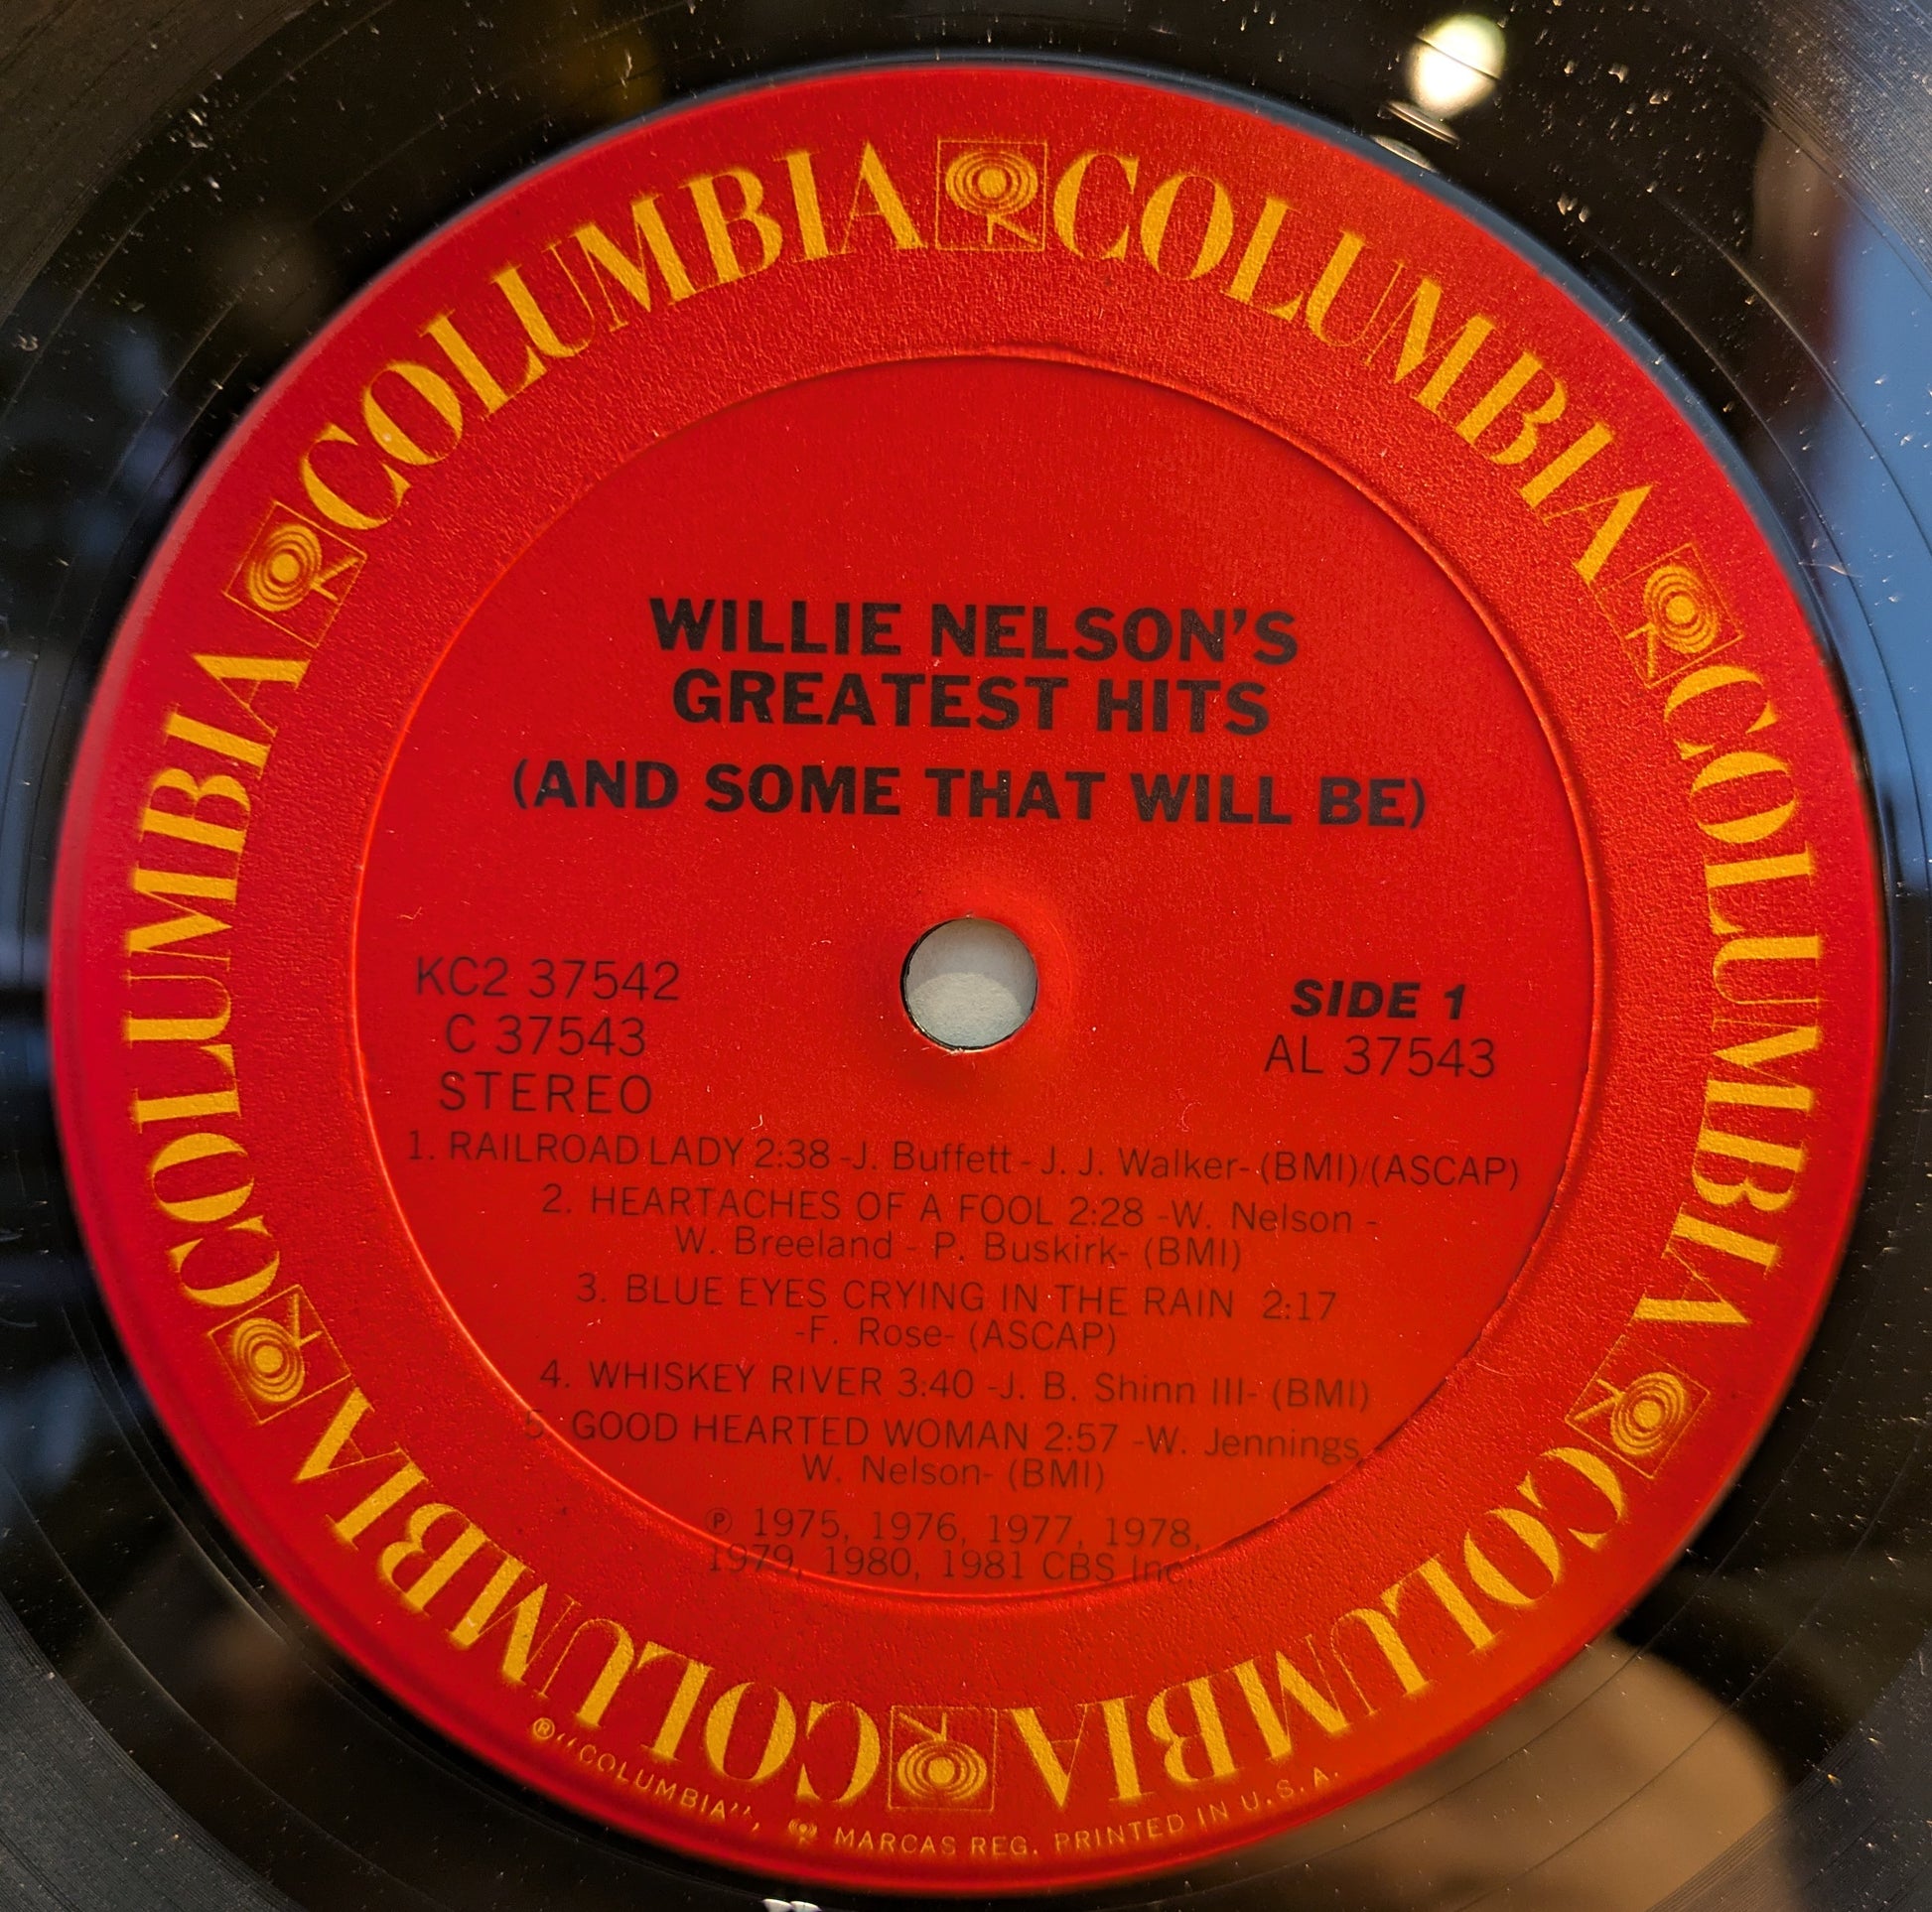 COLUMBIA COLUMBIA COLUMBIA COLUMBIA COLUMBIA COLUMBIA
WILLIE NELSON'S
GREATEST HITS
(AND SOME THAT WILL BE)
KC2 37542
C 37543
STEREO
SIDE 1
AL 37543
1. RAILROAD LADY 2:38 -J. Buffett - J. J. Walker- (BMI)/(ASCAP)
2. HEARTACHES OF A FOOL 2:28 -W. Nelson -
W. Breeland - P. Buskirk- (BMI)
3. BLUE EYES CRYING IN THE RAIN 2:17
-F. Rose- (ASCAP)
4. WHISKEY RIVER 3:40 -J. B. Shinn III- (BMI)
5. GOOD HEARTED WOMAN 2:57 -W. Jennings,
W. Nelson- (BMI)
℗ 1975, 1976, 1977, 1978,
1979, 1980, 1981 CBS Inc.
®"COLUMBIA", MARCAS REG. PRINTED IN U.S.A.